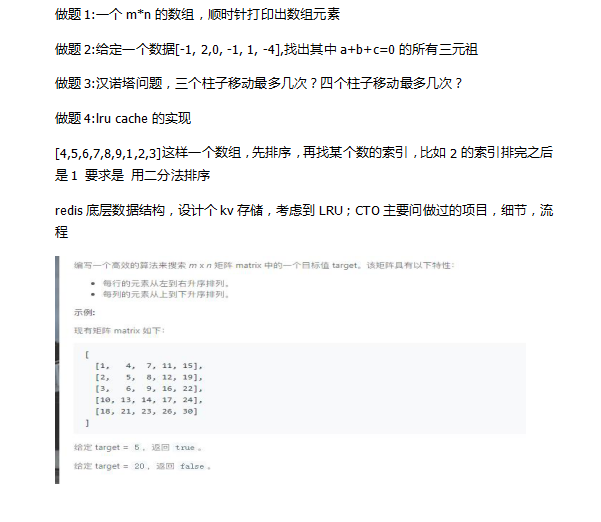 做题 1:一个 m*n 的数组，顺时针打印出数组元素
做题 2:给定一个数据[-1, 2,0, -1, 1, -4],找出其中 a+b+c=0 的所有三元祖
做题 3:汉诺塔问题，三个柱子移动最多几次？四个柱子移动最多几次？
做题 4:lru cache 的实现
[4,5,6,7,8,9,1,2,3]这样一个数组，先排序，再找某个数的索引，比如 2 的索引排完之后
是 1 要求是 用二分法排序
redis 底层数据结构，设计个 kv 存储，考虑到 LRU；CTO 主要问做过的项目，细节，流
程
编写一个高效的算法来搜索 m x n 矩阵 matrix 中的一个目标值 target。该矩阵具有以下特性：
• 每行的元素从左到右升序排列。
• 每列的元素从上到下升序排列。
示例:
现有矩阵 matrix 如下：
[
[1, 4, 7, 11, 15],
[2, 5, 8, 12, 19],
[3, 6, 9, 16, 22],
[10, 13, 14, 17, 24],
[18, 21, 23, 26, 30]
]
给定 target = 5，返回 true。
给定 target = 20，返回 false。